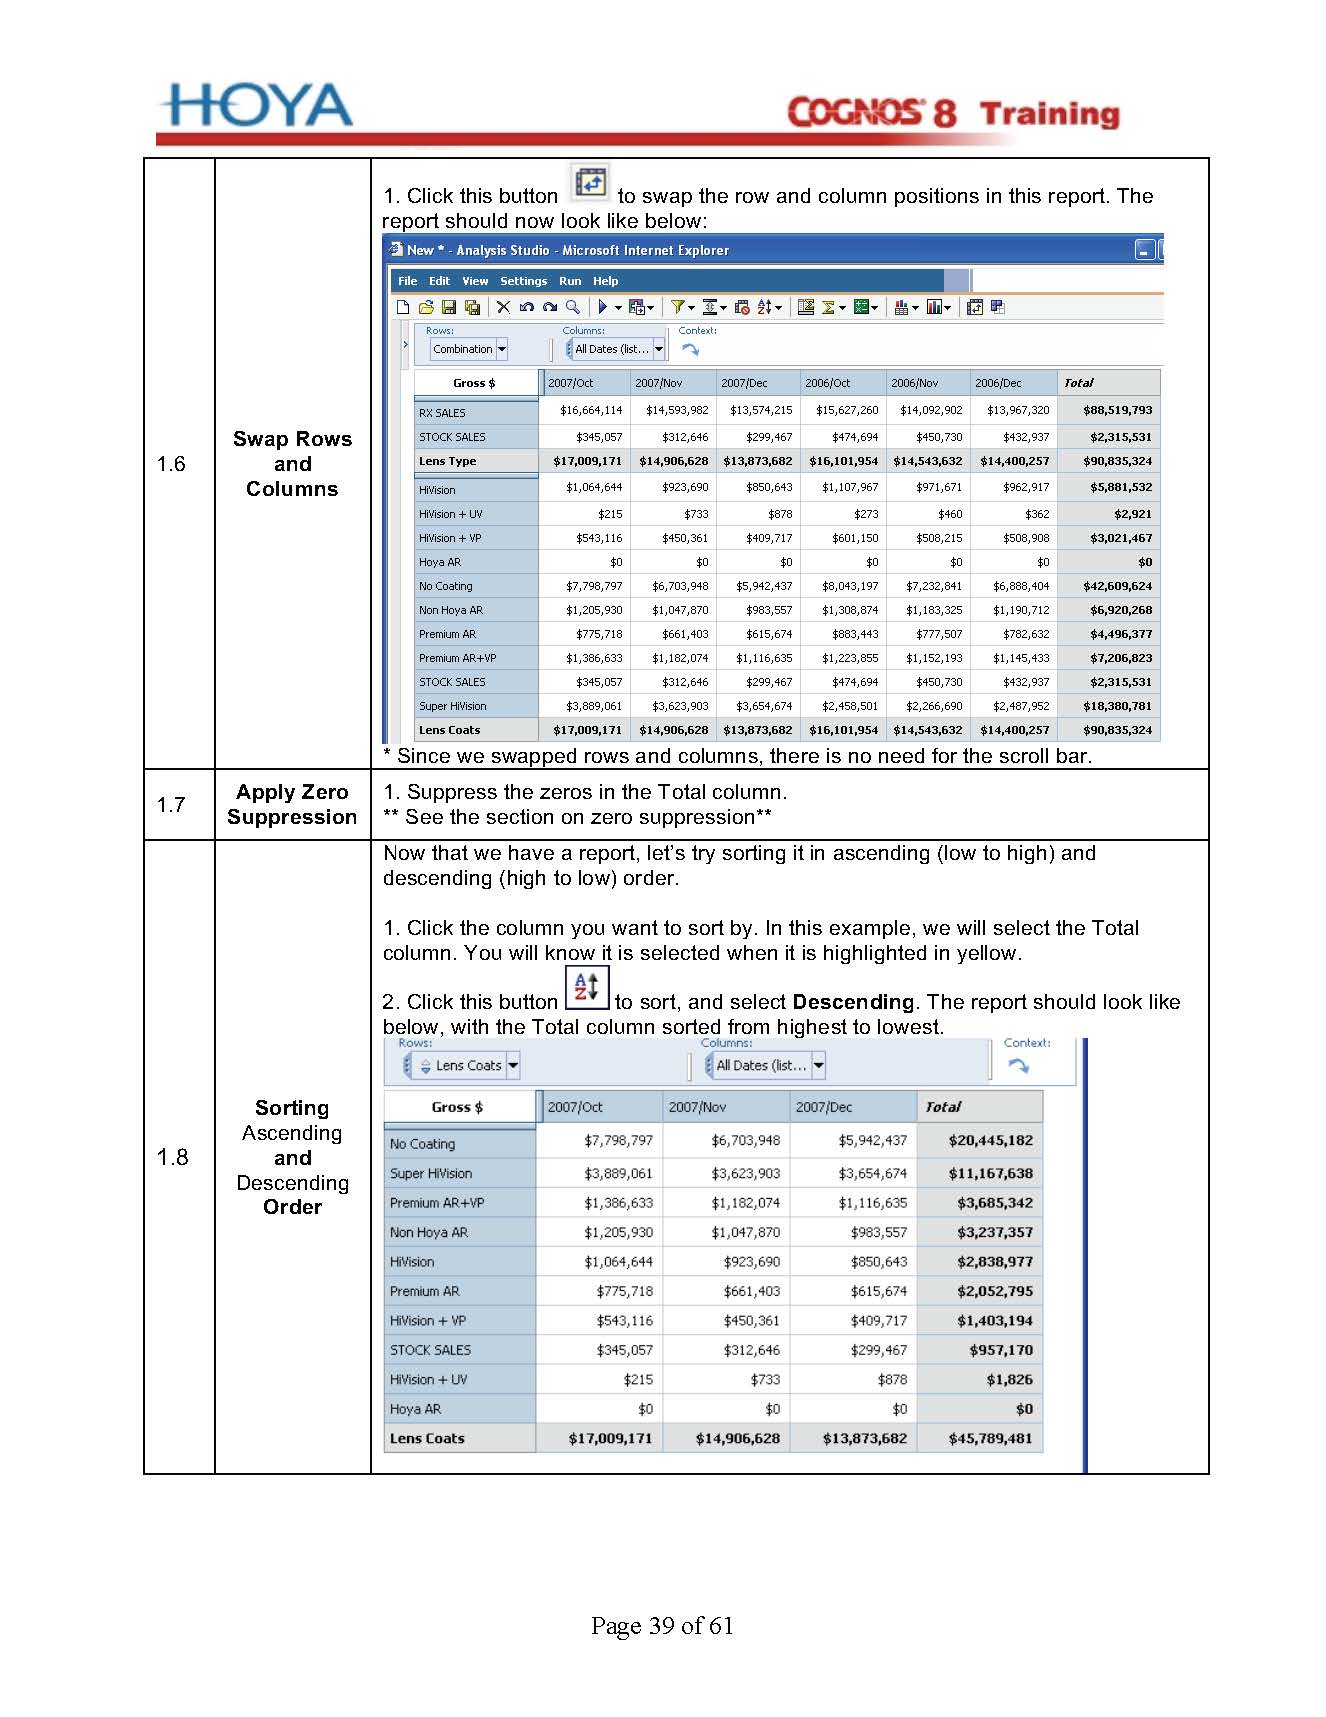 HOYA
COGNOS 8 Training
1.6
Swap Rows
and
Columns
1. Click this button to swap the row and column positions in this report. The
report should now look like below:
New * - Analysis Studio - Microsoft Internet Explorer
File Edit View Settings Run Help
Rows: Columns: Context:
Combination All Dates (list...
Gross $ 2007/Oct 2007/Nov 2007/Dec 2006/Oct 2006/Nov 2006/Dec Total
RX SALES $16,664,114 $14,593,982 $13,574,215 $15,627,260 $14,092,902 $13,967,320 $88,519,793
STOCK SALES $345,057 $312,646 $299,467 $474,694 $450,730 $432,937 $2,315,531
Lens Type $17,009,171 $14,906,628 $13,873,682 $16,101,954 $14,543,632 $14,400,257 $90,835,324
HiVision $1,064,644 $923,690 $850,643 $1,107,967 $971,671 $962,917 $5,881,532
HiVision + UV $215 $733 $878 $273 $460 $362 $2,921
HiVision + VP $543,116 $450,361 $409,717 $601,150 $508,215 $508,908 $3,021,467
Hoya AR $0 $0 $0 $0 $0 $0 $0
No Coating $7,798,797 $6,703,948 $5,942,437 $8,043,197 $7,232,841 $6,888,404 $42,609,624
Non Hoya AR $1,205,930 $1,047,870 $983,557 $1,308,874 $1,183,325 $1,190,712 $6,920,268
Premium AR $775,718 $661,403 $615,674 $883,443 $777,507 $782,632 $4,496,377
Premium AR+VP $1,386,633 $1,182,074 $1,116,635 $1,223,855 $1,152,193 $1,145,433 $7,206,823
STOCK SALES $345,057 $312,646 $299,467 $474,694 $450,730 $432,937 $2,315,531
Super HiVision $3,889,061 $3,623,903 $3,654,674 $2,458,501 $2,266,690 $2,487,952 $18,380,781
Lens Coats $17,009,171 $14,906,628 $13,873,682 $16,101,954 $14,543,632 $14,400,257 $90,835,324
* Since we swapped rows and columns, there is no need for the scroll bar.
1.7
Apply Zero
Suppression
1. Suppress the zeros in the Total column.
** See the section on zero suppression**
1.8
Sorting
Ascending
and
Descending
Order
Now that we have a report, let's try sorting it in ascending (low to high) and
descending (high to low) order.
1. Click the column you want to sort by. In this example, we will select the Total
column. You will know it is selected when it is highlighted in yellow.
2. Click this button to sort, and select Descending. The report should look like
below, with the Total column sorted from highest to lowest.
Rows: Columns: Context:
Lens Coats All Dates (list...
Gross $ 2007/Oct 2007/Nov 2007/Dec Total
No Coating $7,798,797 $6,703,948 $5,942,437 $20,445,182
Super HiVision $3,889,061 $3,623,903 $3,654,674 $11,167,638
Premium AR+VP $1,386,633 $1,182,074 $1,116,635 $3,685,342
Non Hoya AR $1,205,930 $1,047,870 $983,557 $3,237,357
HiVision $1,064,644 $923,690 $850,643 $2,838,977
Premium AR $775,718 $661,403 $615,674 $2,052,795
HiVision + VP $543,116 $450,361 $409,717 $1,403,194
STOCK SALES $345,057 $312,646 $299,467 $957,170
HiVision + UV $215 $733 $878 $1,826
Hoya AR $0 $0 $0 $0
Lens Coats $17,009,171 $14,906,628 $13,873,682 $45,789,481
Page 39 of 61